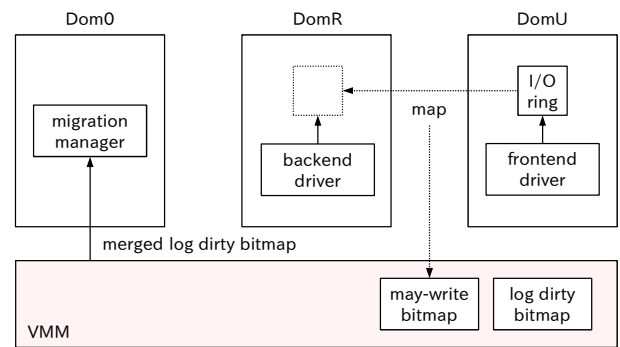 Dom0
DomR
DomU
migration
manager
backend
driver
map
I/O
ring
frontend
driver
merged log dirty bitmap
may-write
bitmap
log dirty
bitmap
VMM